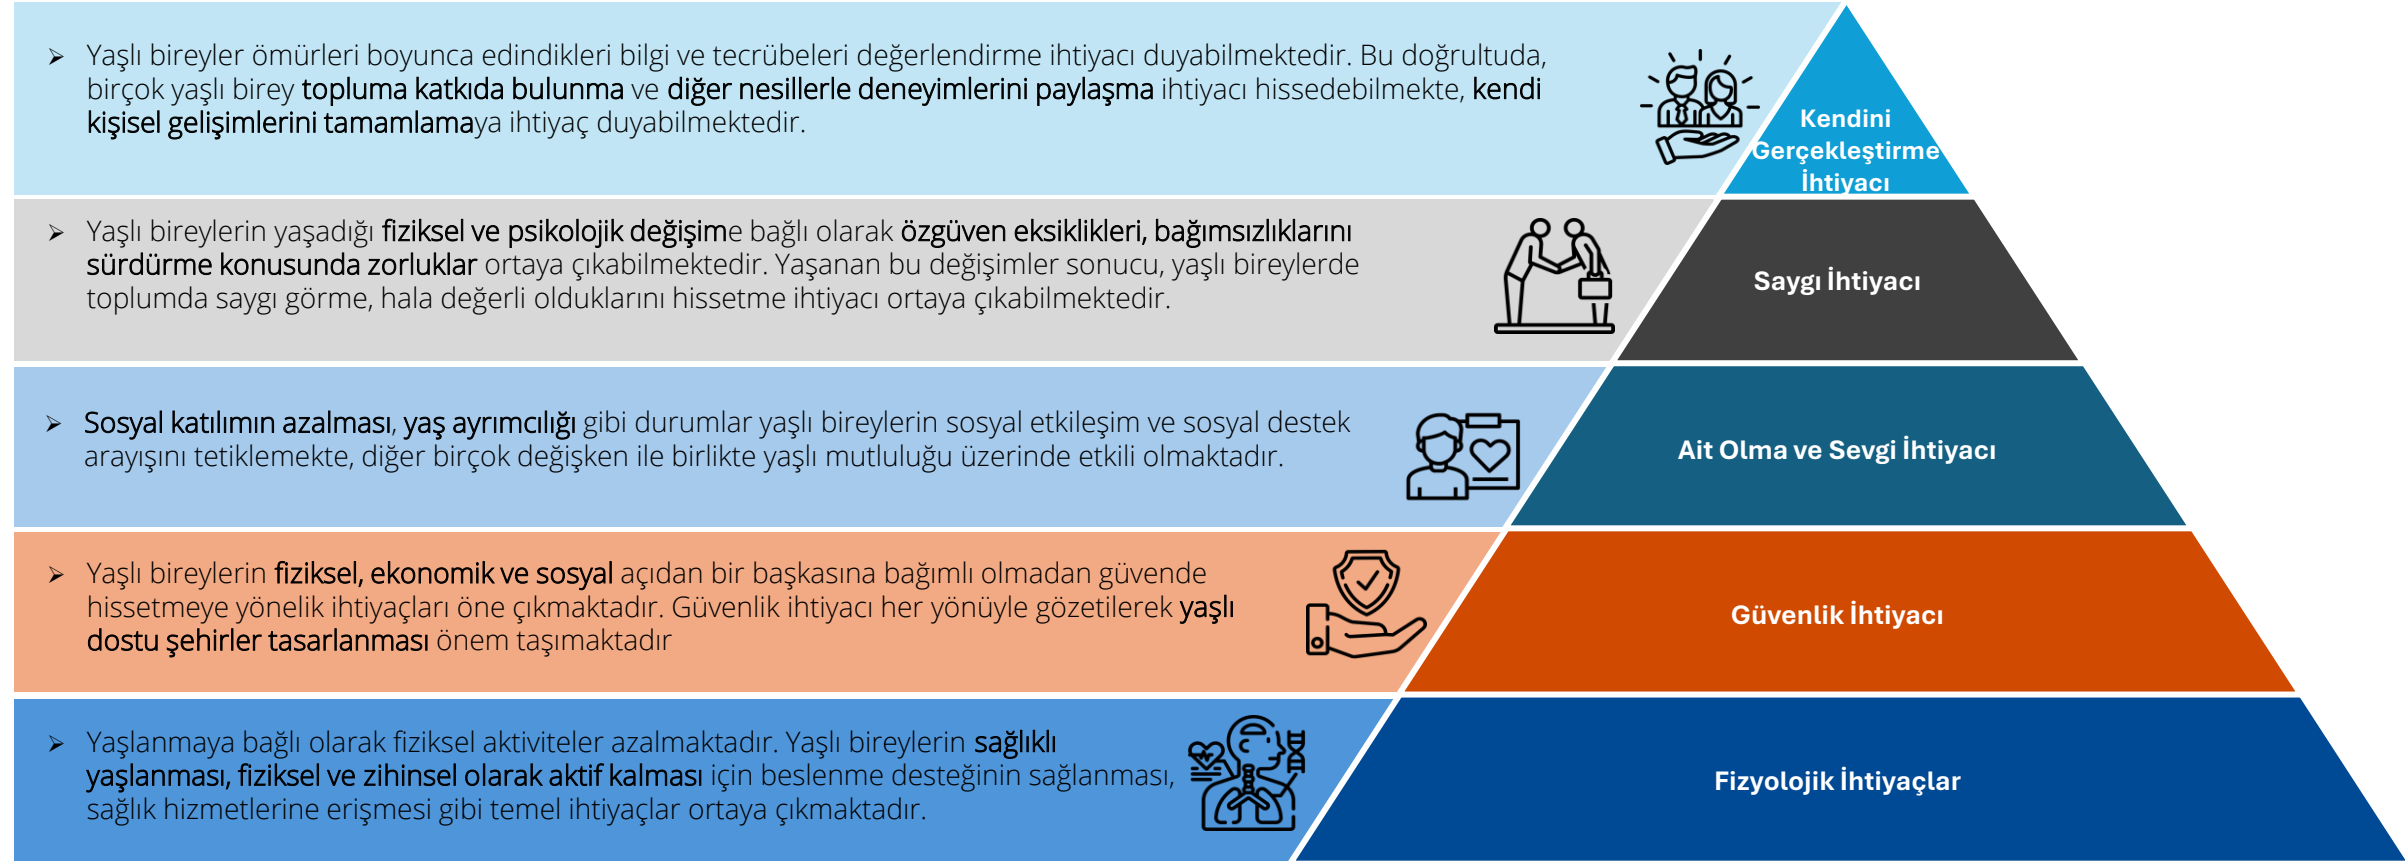 ➢ Yaşlı bireyler ömürleri boyunca edindikleri bilgi ve tecrübeleri değerlendirme ihtiyacı duyabilmektedir. Bu doğrultuda,
birçok yaşlı birey topluma katkıda bulunma ve diğer nesillerle deneyimlerini paylaşma ihtiyacı hissedebilmekte, kendi
kişisel gelişimlerini tamamlamaya ihtiyaç duyabilmektedir.
Kendini
Gerçekleştirme
İhtiyacı
➢ Yaşlı bireylerin yaşadığı fiziksel ve psikolojik değişime bağlı olarak özgüven eksiklikleri, bağımsızlıklarını
sürdürme konusunda zorluklar ortaya çıkabilmektedir. Yaşanan bu değişimler sonucu, yaşlı bireylerde
toplumda saygı görme, hala değerli olduklarını hissetme ihtiyacı ortaya çıkabilmektedir.
Saygı İhtiyacı
➢ Sosyal katılımın azalması, yaş ayrımcılığı gibi durumlar yaşlı bireylerin sosyal etkileşim ve sosyal destek
arayışını tetiklemekte, diğer birçok değişken ile birlikte yaşlı mutluluğu üzerinde etkili olmaktadır.
Ait Olma ve Sevgi İhtiyacı
➢ Yaşlı bireylerin fiziksel, ekonomik ve sosyal açıdan bir başkasına bağımlı olmadan güvende
hissetmeye yönelik ihtiyaçları öne çıkmaktadır. Güvenlik ihtiyacı her yönüyle gözetilerek yaşlı
dostu şehirler tasarlanması önem taşımaktadır
Güvenlik İhtiyacı
➢ Yaşlanmaya bağlı olarak fiziksel aktiviteler azalmaktadır. Yaşlı bireylerin sağlıklı
yaşlanması, fiziksel ve zihinsel olarak aktif kalması için beslenme desteğinin sağlanması,
sağlık hizmetlerine erişmesi gibi temel ihtiyaçlar ortaya çıkmaktadır.
Fizyolojik İhtiyaçlar